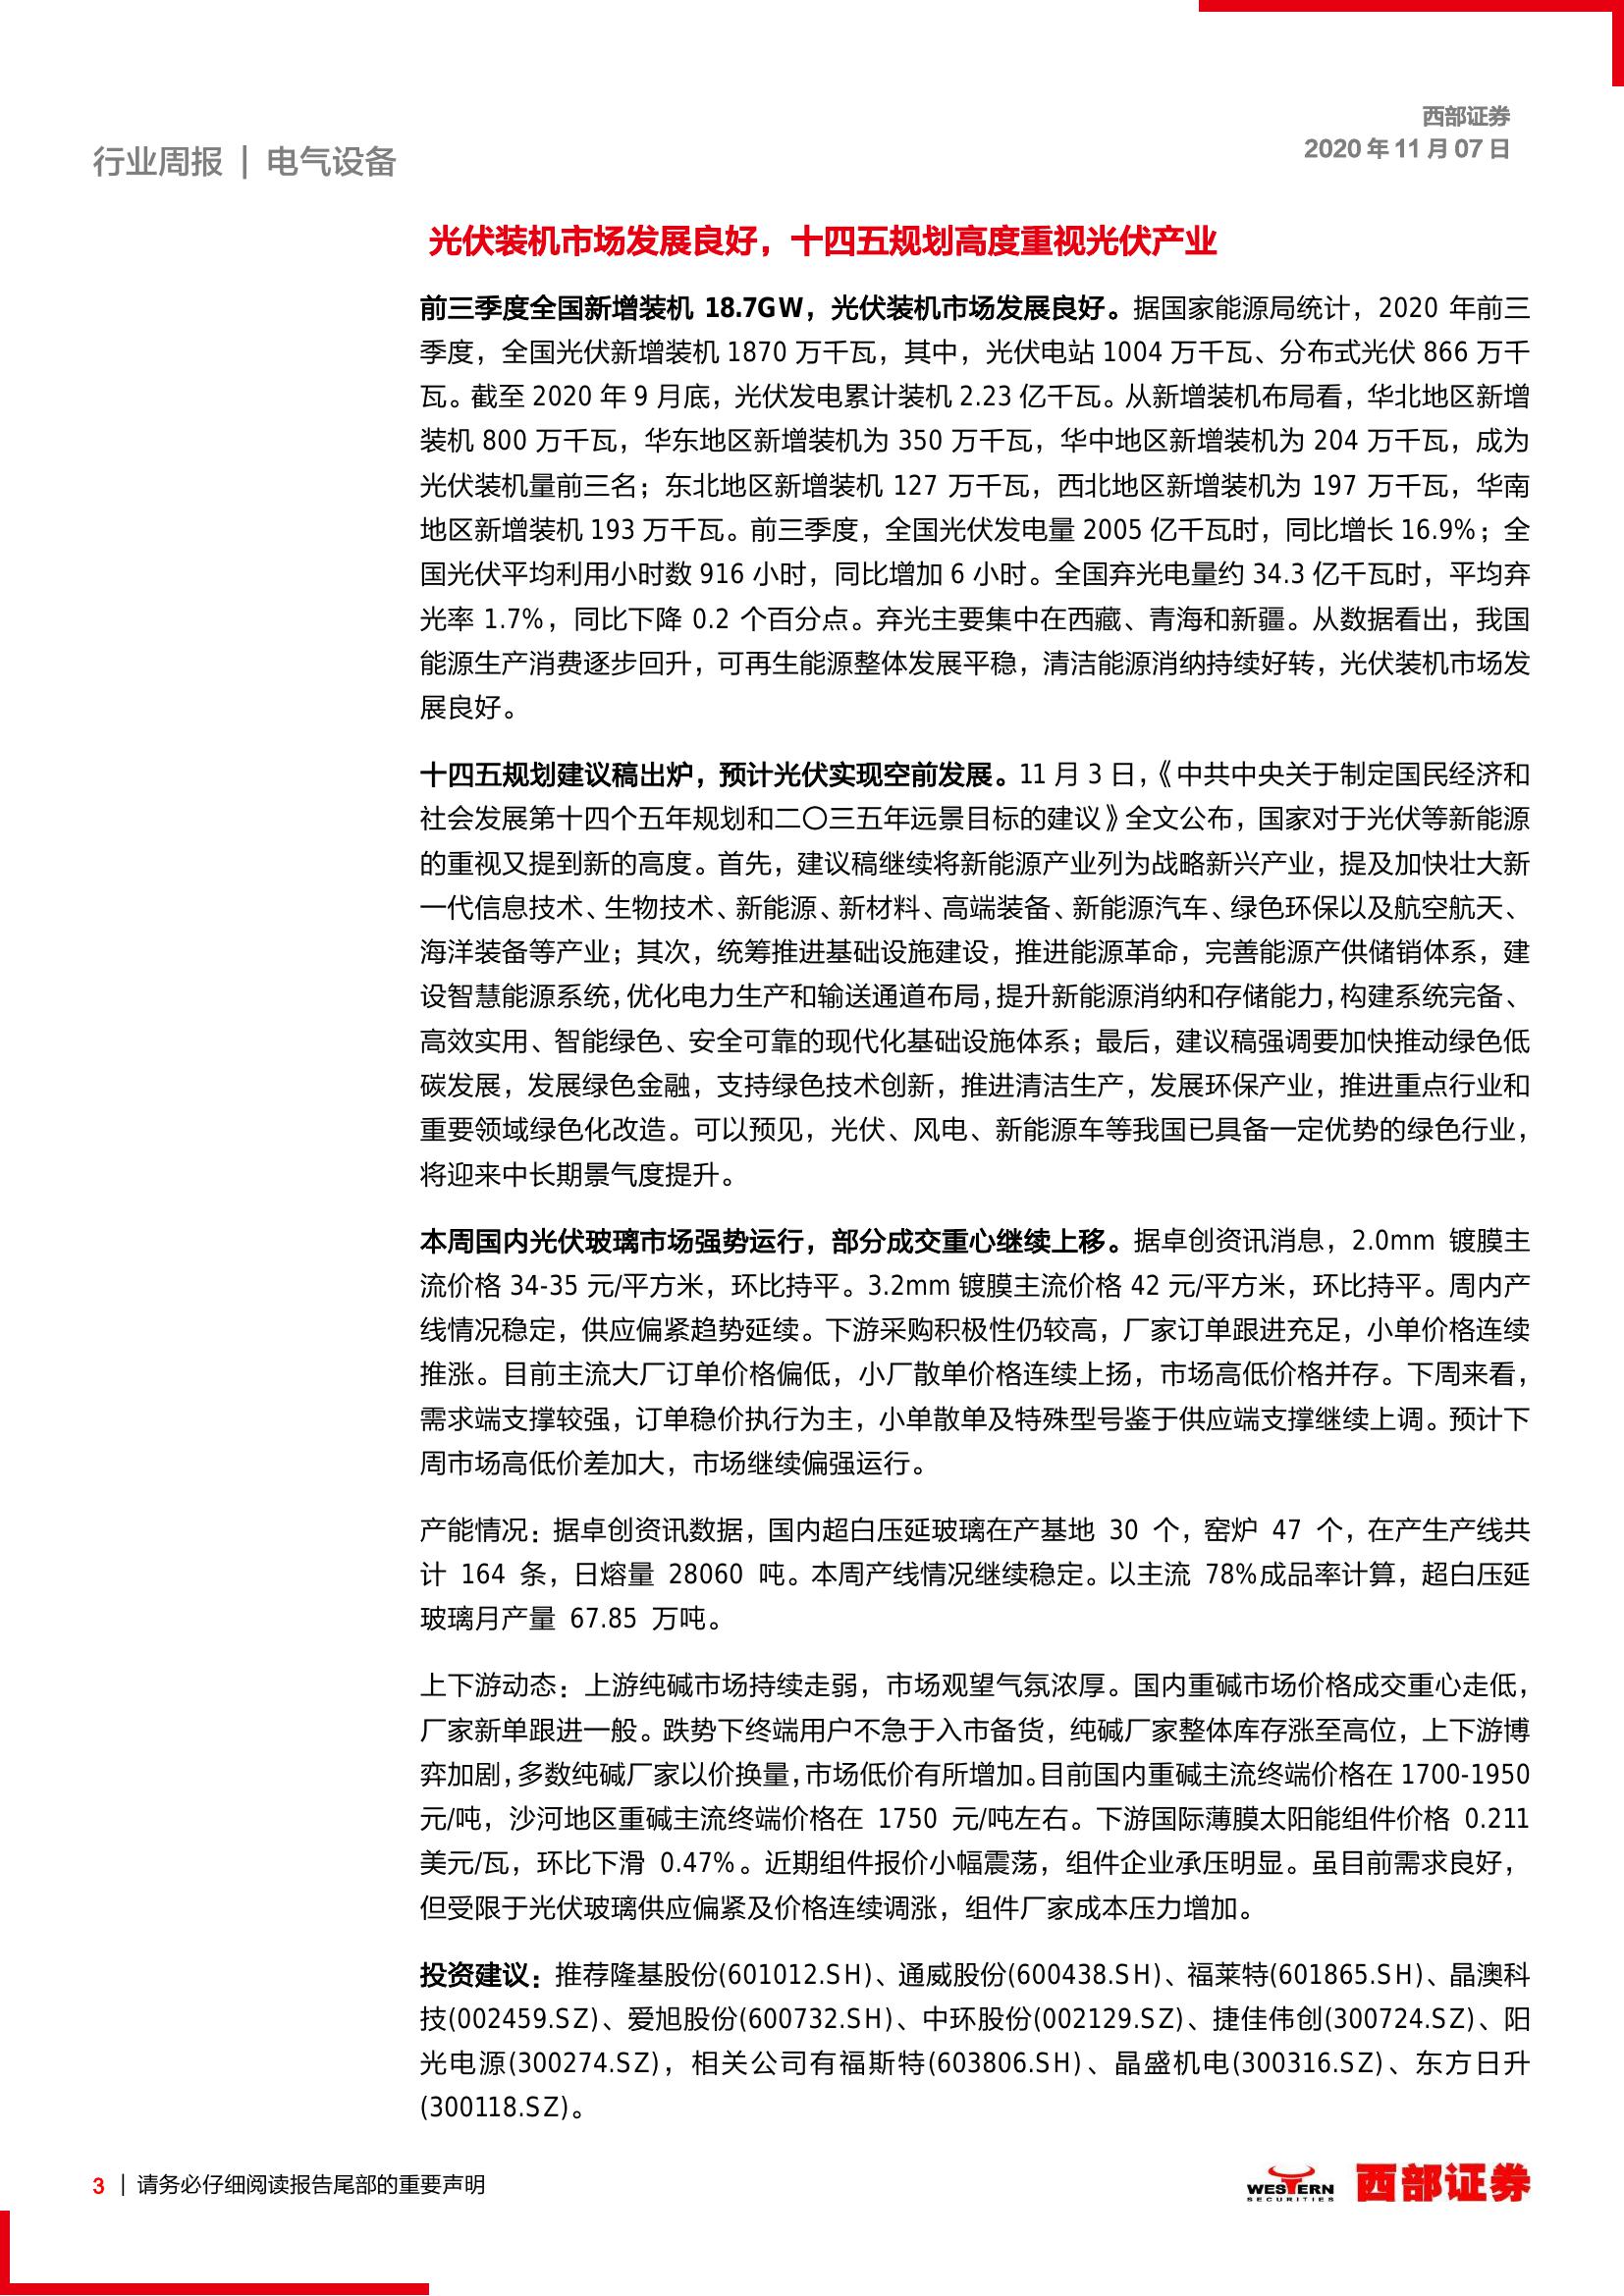 西部证券
2020 年 11 月 07 日
行业周报 | 电气设备
光伏装机市场发展良好，十四五规划高度重视光伏产业
前三季度全国新增装机 18.7GW，光伏装机市场发展良好。据国家能源局统计，2020 年前三
季度，全国光伏新增装机 1870 万千瓦，其中，光伏电站 1004 万千瓦、分布式光伏 866 万千
瓦。截至 2020 年 9 月底，光伏发电累计装机 2.23 亿千瓦。从新增装机布局看，华北地区新增
装机 800 万千瓦，华东地区新增装机为 350 万千瓦，华中地区新增装机为 204 万千瓦，成为
光伏装机量前三名；东北地区新增装机 127 万千瓦，西北地区新增装机为 197 万千瓦，华南
地区新增装机 193 万千瓦。前三季度，全国光伏发电量 2005 亿千瓦时，同比增长 16.9%；全
国光伏平均利用小时数 916 小时，同比增加 6 小时。全国弃光电量约 34.3 亿千瓦时，平均弃
光率 1.7%，同比下降 0.2 个百分点。弃光主要集中在西藏、青海和新疆。从数据看出，我国
能源生产消费逐步回升，可再生能源整体发展平稳，清洁能源消纳持续好转，光伏装机市场发
展良好。
十四五规划建议稿出炉，预计光伏实现空前发展。11 月 3 日，《中共中央关于制定国民经济和
社会发展第十四个五年规划和二〇三五年远景目标的建议》全文公布，国家对于光伏等新能源
的重视又提到新的高度。首先，建议稿继续将新能源产业列为战略新兴产业，提及加快壮大新
一代信息技术、生物技术、新能源、新材料、高端装备、新能源汽车、绿色环保以及航空航天、
海洋装备等产业；其次，统筹推进基础设施建设，推进能源革命，完善能源产供储销体系，建
设智慧能源系统，优化电力生产和输送通道布局，提升新能源消纳和存储能力，构建系统完备、
高效实用、智能绿色、安全可靠的现代化基础设施体系；最后，建议稿强调要加快推动绿色低
碳发展，发展绿色金融，支持绿色技术创新，推进清洁生产，发展环保产业，推进重点行业和
重要领域绿色化改造。可以预见，光伏、风电、新能源车等我国已具备一定优势的绿色行业，
将迎来中长期景气度提升。
本周国内光伏玻璃市场强势运行，部分成交重心继续上移。据卓创资讯消息，2.0mm 镀膜主
流价格 34-35 元/平方米，环比持平。3.2mm 镀膜主流价格 42 元/平方米，环比持平。周内产
线情况稳定，供应偏紧趋势延续。下游采购积极性仍较高，厂家订单跟进充足，小单价格连续
推涨。目前主流大厂订单价格偏低，小厂散单价格连续上扬，市场高低价格并存。下周来看，
需求端支撑较强，订单稳价执行为主，小单散单及特殊型号鉴于供应端支撑继续上调。预计下
周市场高低价差加大，市场继续偏强运行。
产能情况：据卓创资讯数据，国内超白压延玻璃在产基地 30 个，窑炉 47 个，在产生产线共
计 164 条，日熔量 28060 吨。本周产线情况继续稳定。以主流 78%成品率计算，超白压延
玻璃月产量 67.85 万吨。
上下游动态：上游纯碱市场持续走弱，市场观望气氛浓厚。国内重碱市场价格成交重心走低，
厂家新单跟进一般。跌势下终端用户不急于入市备货，纯碱厂家整体库存涨至高位，上下游博
弈加剧，多数纯碱厂家以价换量，市场低价有所增加。目前国内重碱主流终端价格在 1700-1950
元/吨，沙河地区重碱主流终端价格在 1750 元/吨左右。下游国际薄膜太阳能组件价格 0.211
美元/瓦，环比下滑 0.47%。近期组件报价小幅震荡，组件企业承压明显。虽目前需求良好，
但受限于光伏玻璃供应偏紧及价格连续调涨，组件厂家成本压力增加。
投资建议：推荐隆基股份(601012.SH)、通威股份(600438.SH)、福莱特(601865.SH)、晶澳科
技(002459.SZ)、爱旭股份(600732.SH)、中环股份(002129.SZ)、捷佳伟创(300724.SZ)、阳
光电源(300274.SZ)，相关公司有福斯特(603806.SH)、晶盛机电(300316.SZ)、东方日升
(300118.SZ)。
3 | 请务必仔细阅读报告尾部的重要声明
WESTERN
SECURITIES
西部证券